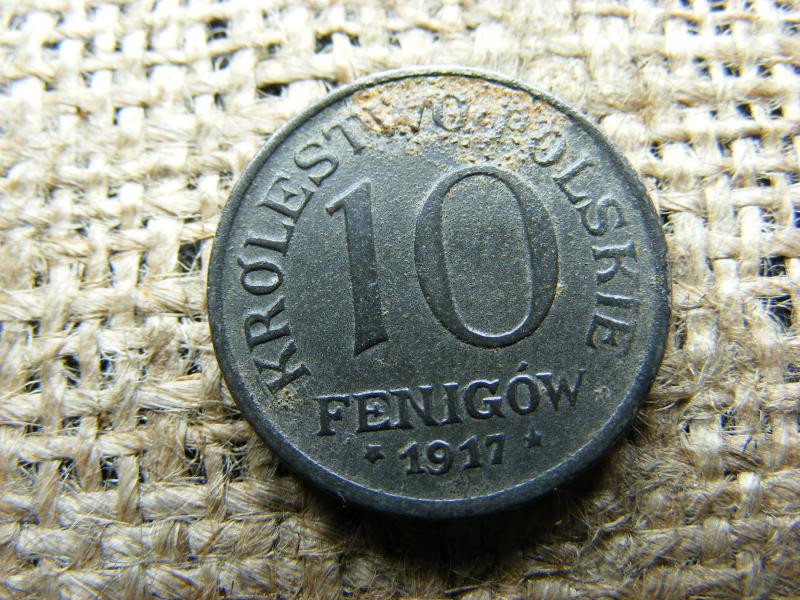 KRÓLESTWO POLSKIE
10
FENIGÓW
* 1917 *